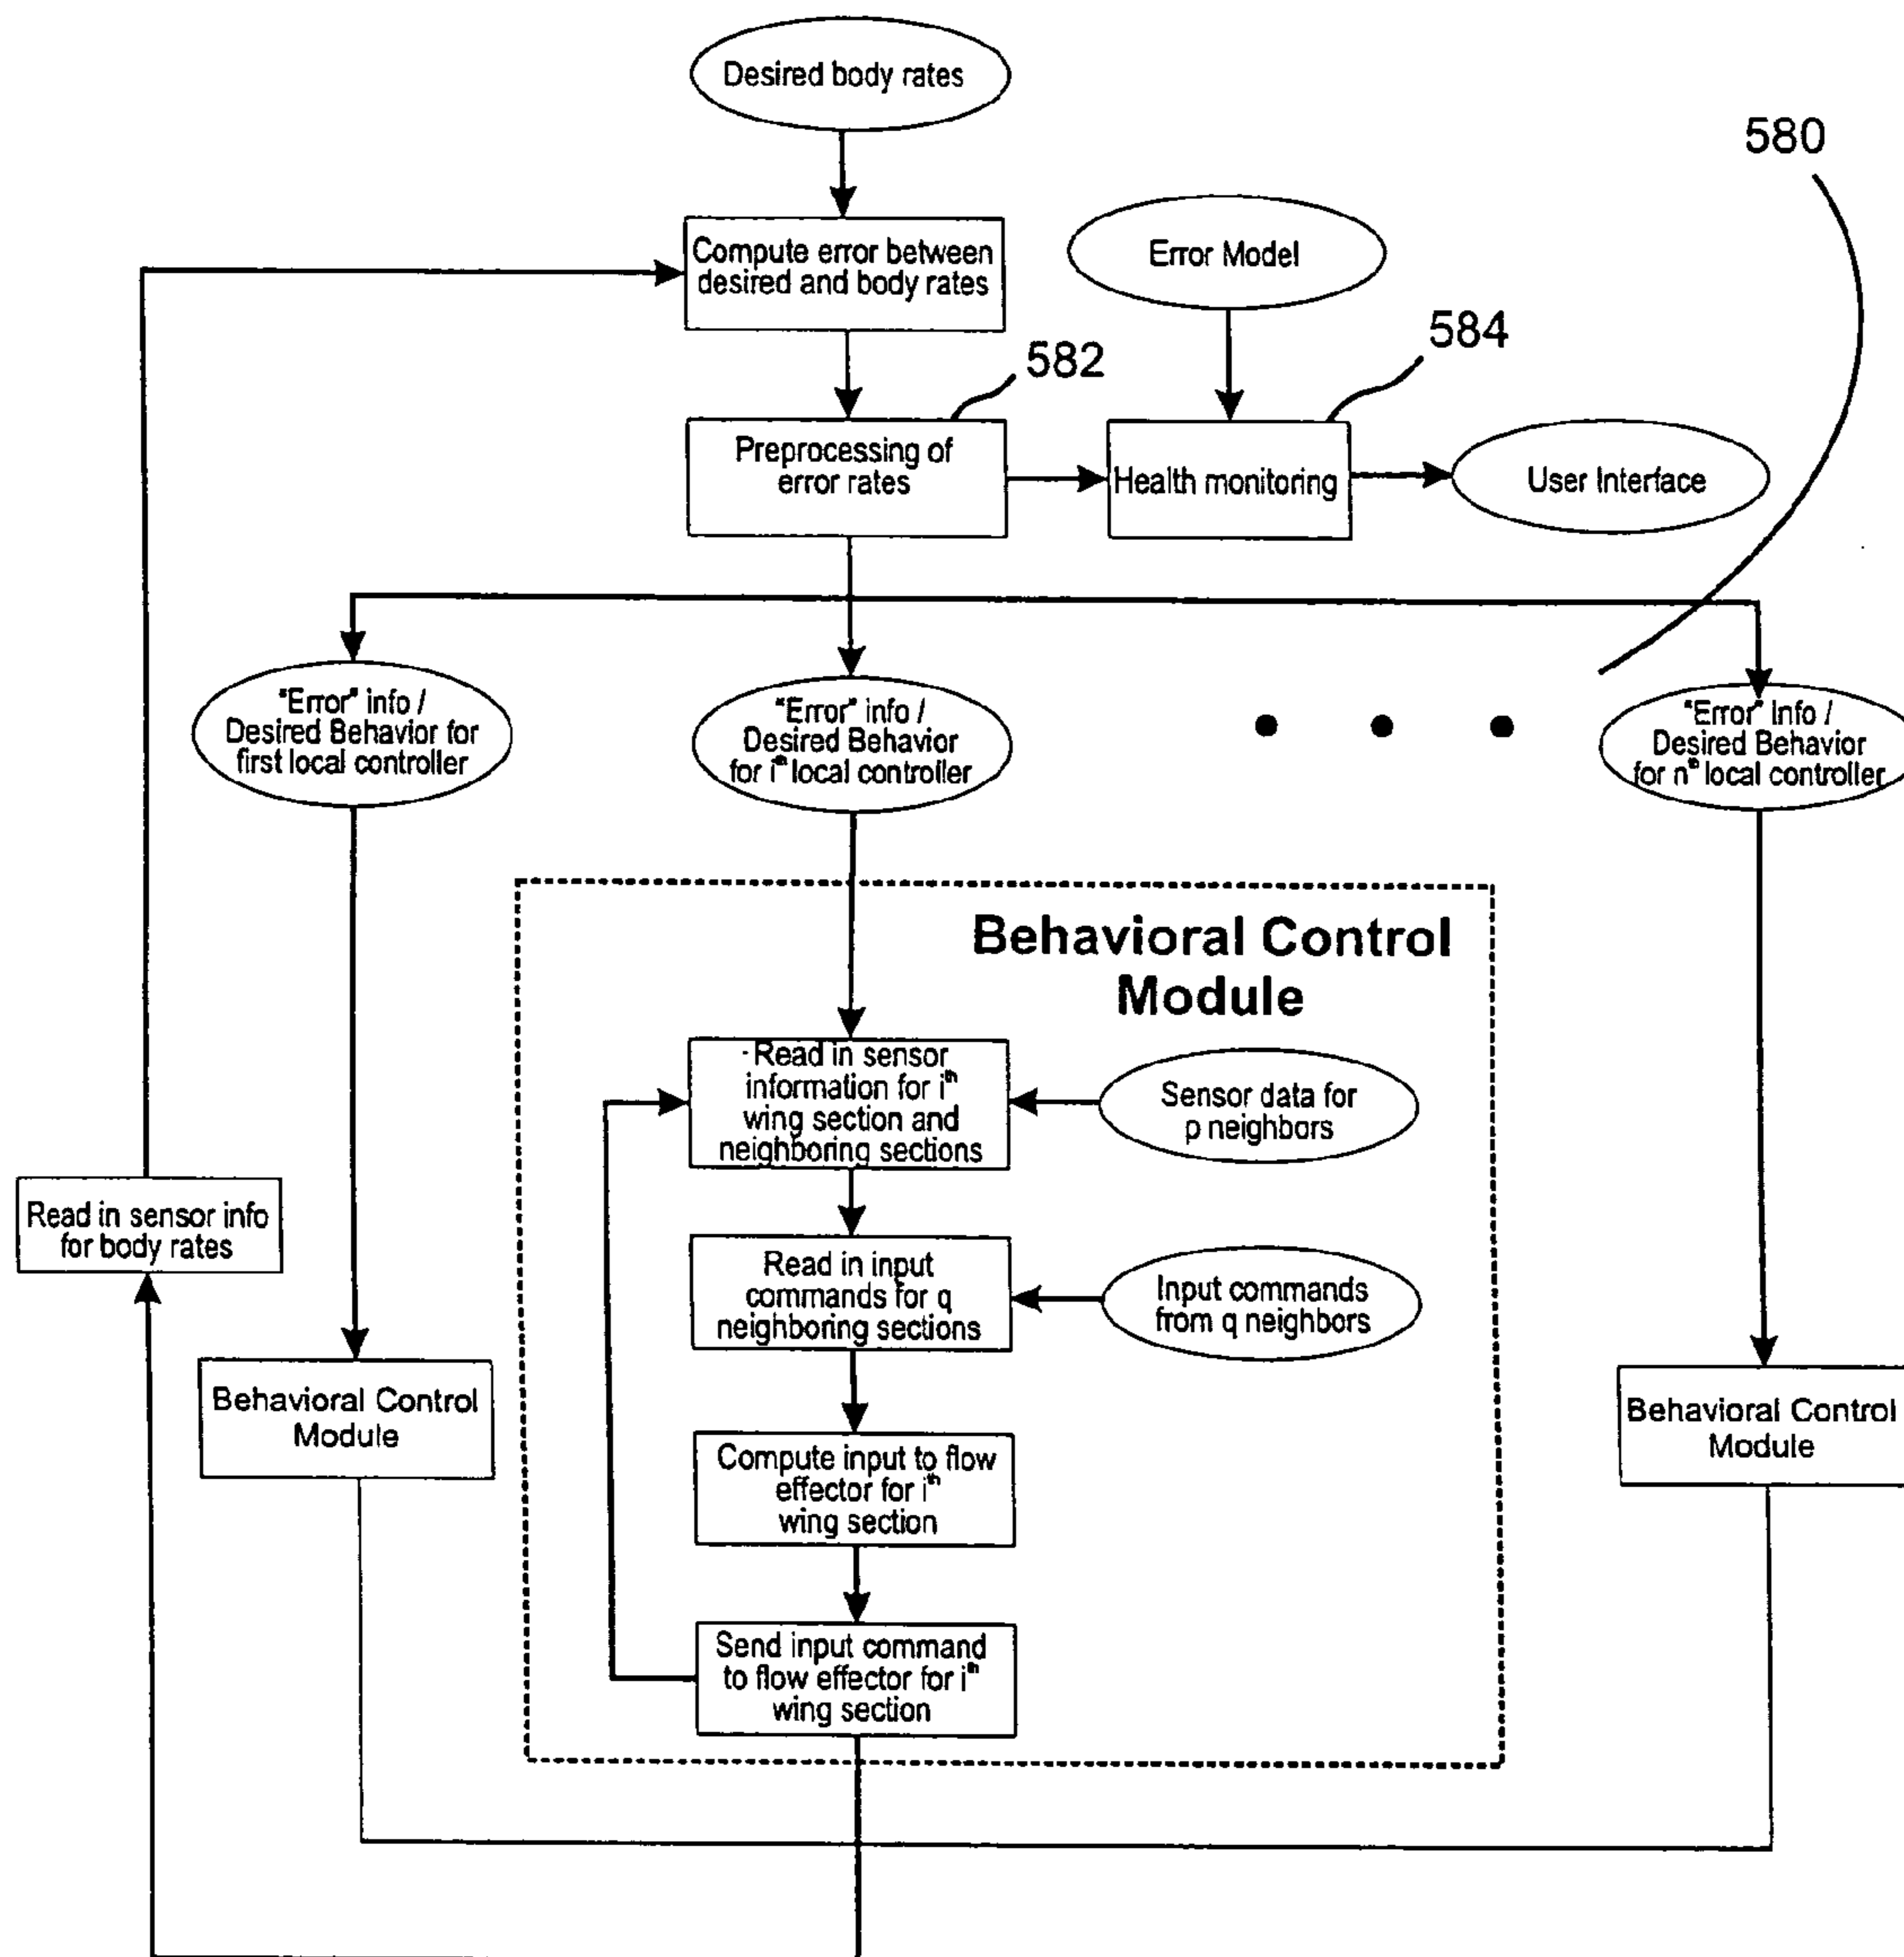 Desired body rates
580
Compute error between
desired and body rates
Error Model
582
584
Preprocessing of
error rates
Health monitoring
User Interface
"Error" info /
Desired Behavior for
first local controller
"Error" info /
Desired Behavior
for iᵗʰ local controller
"Error" Info /
Desired Behavior
for nᵗʰ local controller
Behavioral Control
Module
Read in sensor
information for iᵗʰ
wing section and
neighboring sections
Sensor data for
p neighbors
Read in sensor info
for body rates
Read in input
commands for q
neighboring sections
Input commands
from q neighbors
Behavioral Control
Module
Behavioral Control
Module
Compute input to flow
effector for iᵗʰ
wing section
Send input command
to flow effector for iᵗʰ
wing section